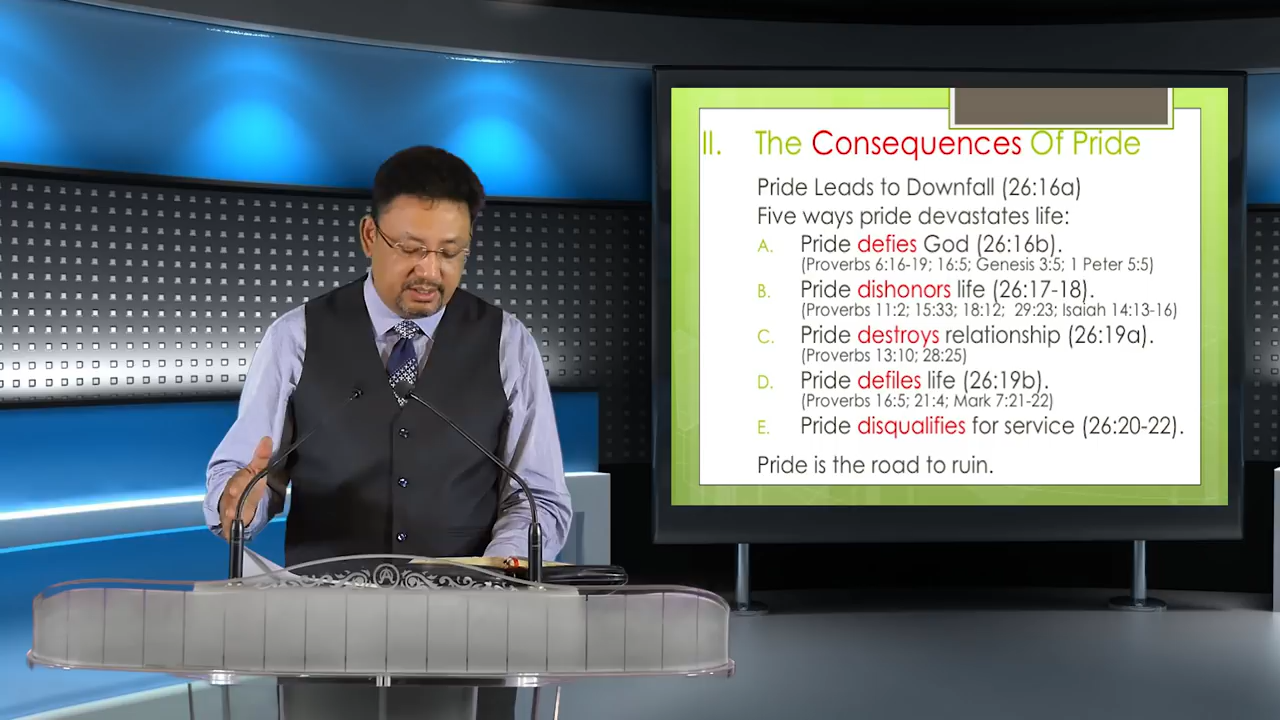 II. The Consequences Of Pride
Pride Leads to Downfall (26:16a)
Five ways pride devastates life:
A. Pride defies God (26:16b).
(Proverbs 6:16-19; 16:5; Genesis 3:5; 1 Peter 5:5)
B. Pride dishonors life (26:17-18).
(Proverbs 11:2; 15:33; 18:12; 29:23; Isaiah 14:13-16)
C. Pride destroys relationship (26:19a).
(Proverbs 13:10; 28:25)
D. Pride defiles life (26:19b).
(Proverbs 16:5; 21:4; Mark 7:21-22)
E. Pride disqualifies for service (26:20-22).
Pride is the road to ruin.